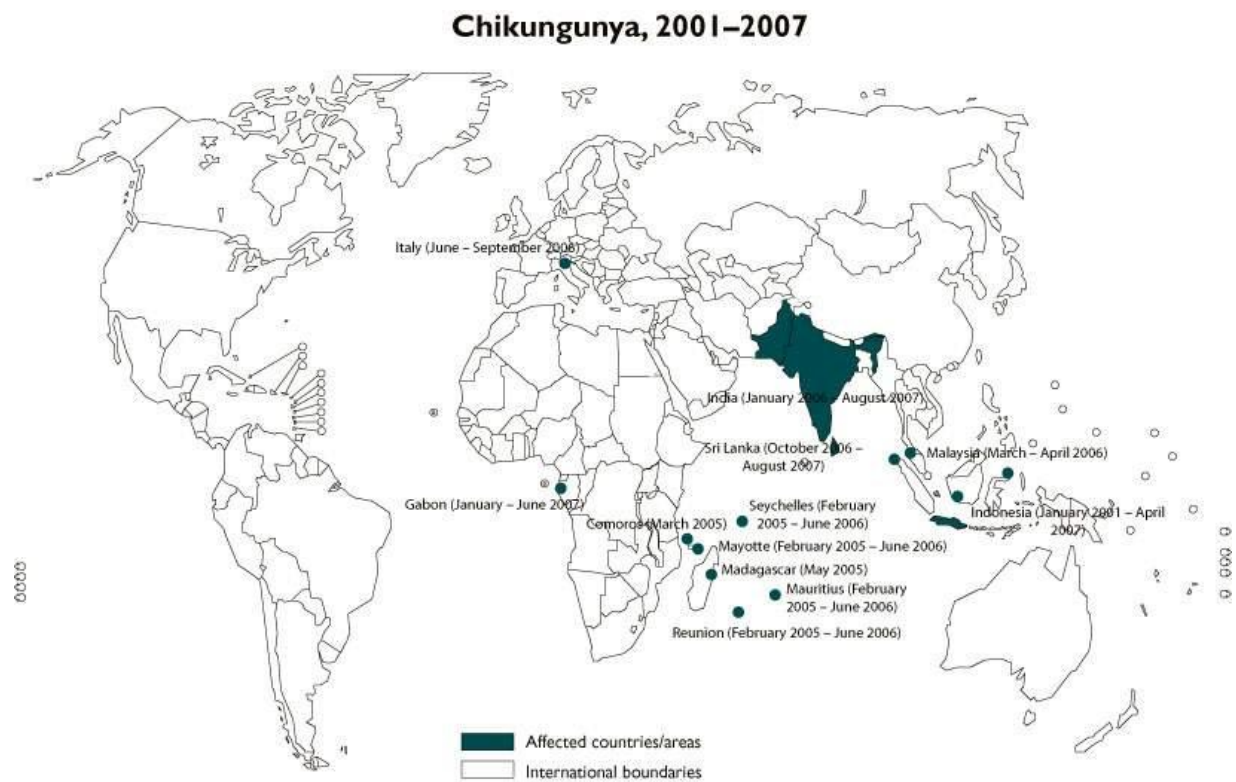 Chikungunya, 2001–2007
Italy (June – September 2006)
India (January 2006 – August 2007)
Sri Lanka (October 2006 –
August 2007)
Malaysia (March – April 2006)
Gabon (January – June 2007)
Seychelles (February
2005 – June 2006)
Indonesia (January 2001 – April
2007)
Comoros (March 2005)
Mayotte (February 2005 – June 2006)
Madagascar (May 2005)
Mauritius (February
2005 – June 2006)
Reunion (February 2005 – June 2006)
Affected countries/areas
International boundaries